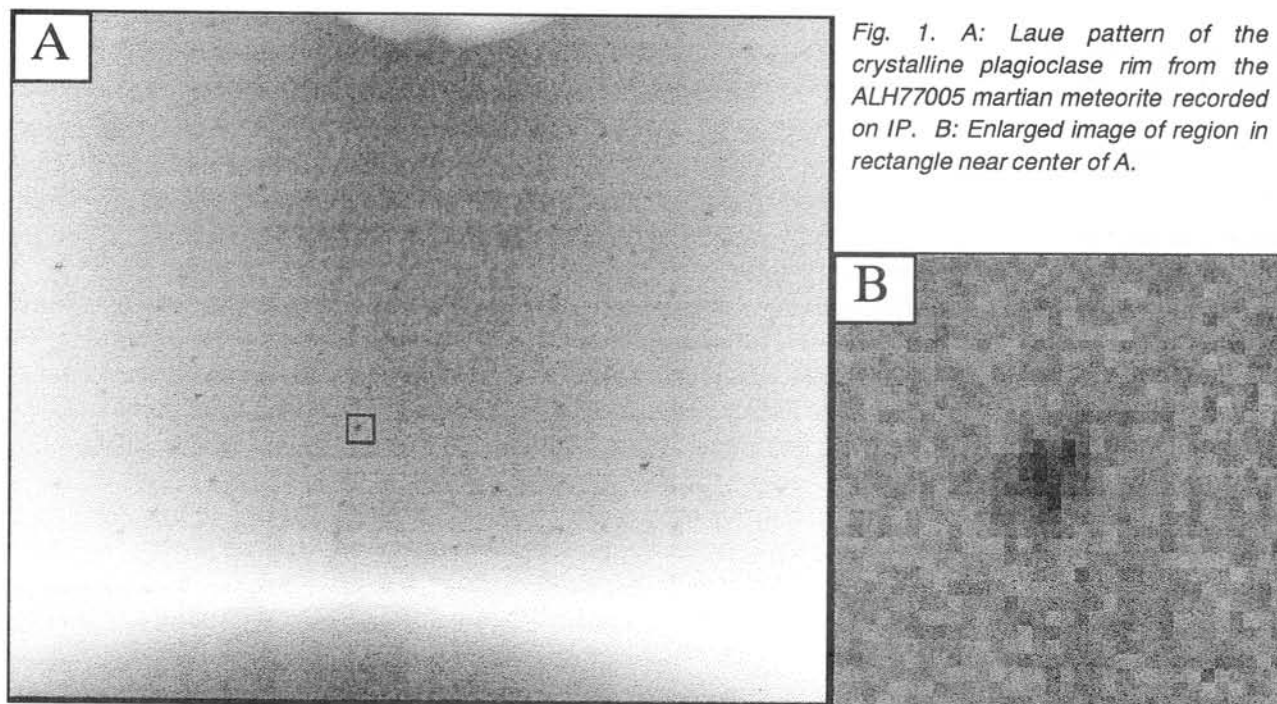 A
Fig. 1. A: Laue pattern of the
crystalline plagioclase rim from the
ALH77005 martian meteorite recorded
on IP. B: Enlarged image of region in
rectangle near center of A.
B